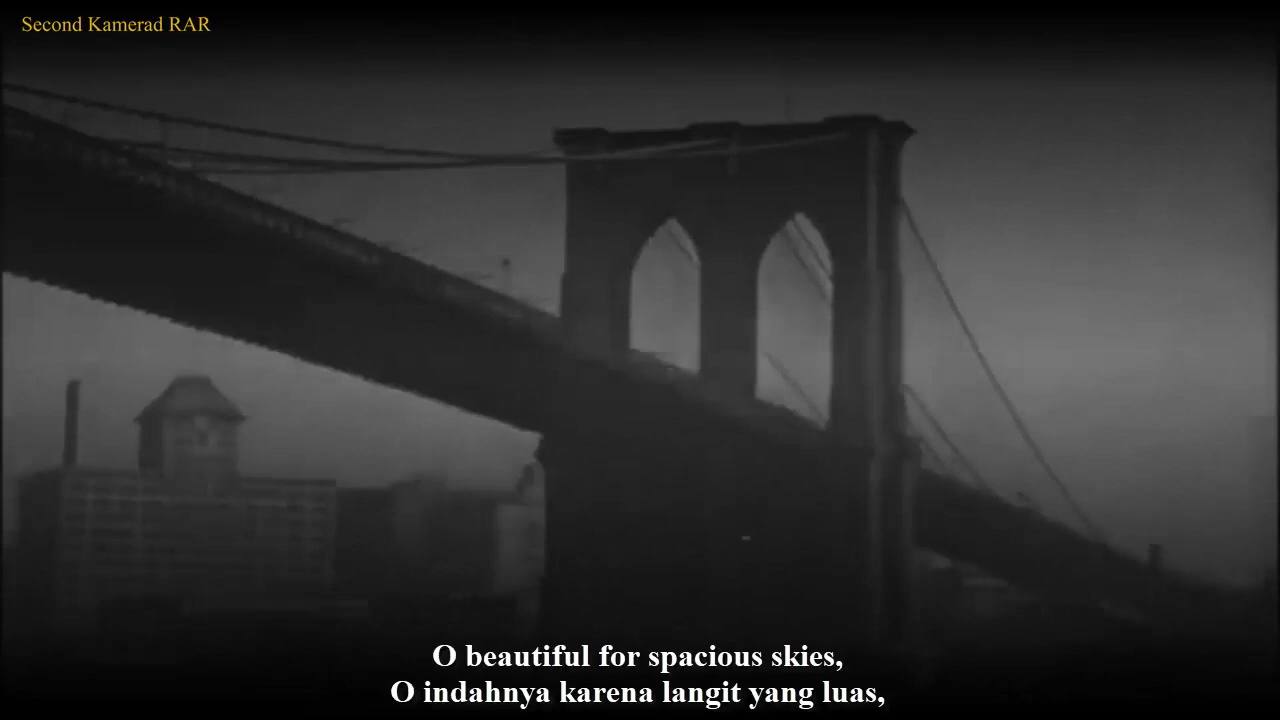 Second Kamerad RAR
O beautiful for spacious skies,
O indahnya karena langit yang luas,